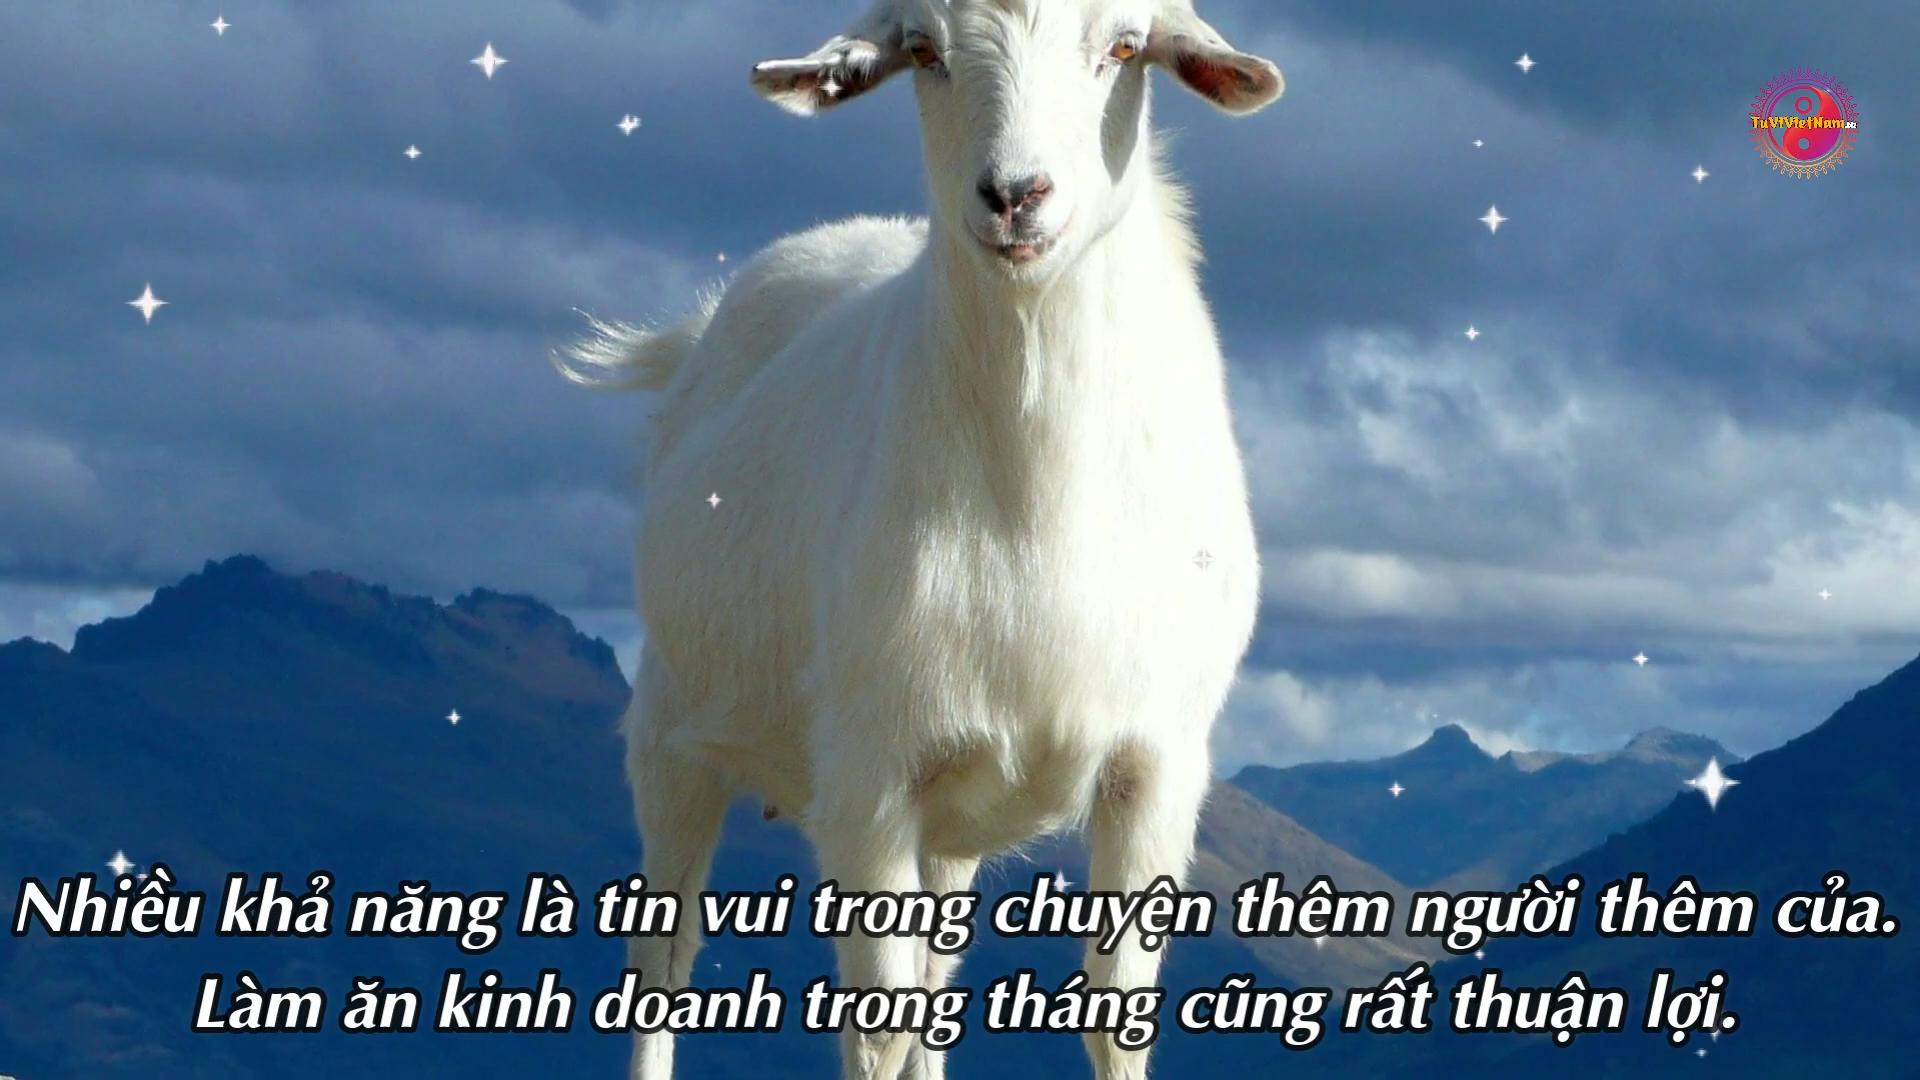 TuViVietNam
Nhiều khả năng là tin vui trong chuyện thêm người thêm của.
Làm ăn kinh doanh trong tháng cũng rất thuận lợi.